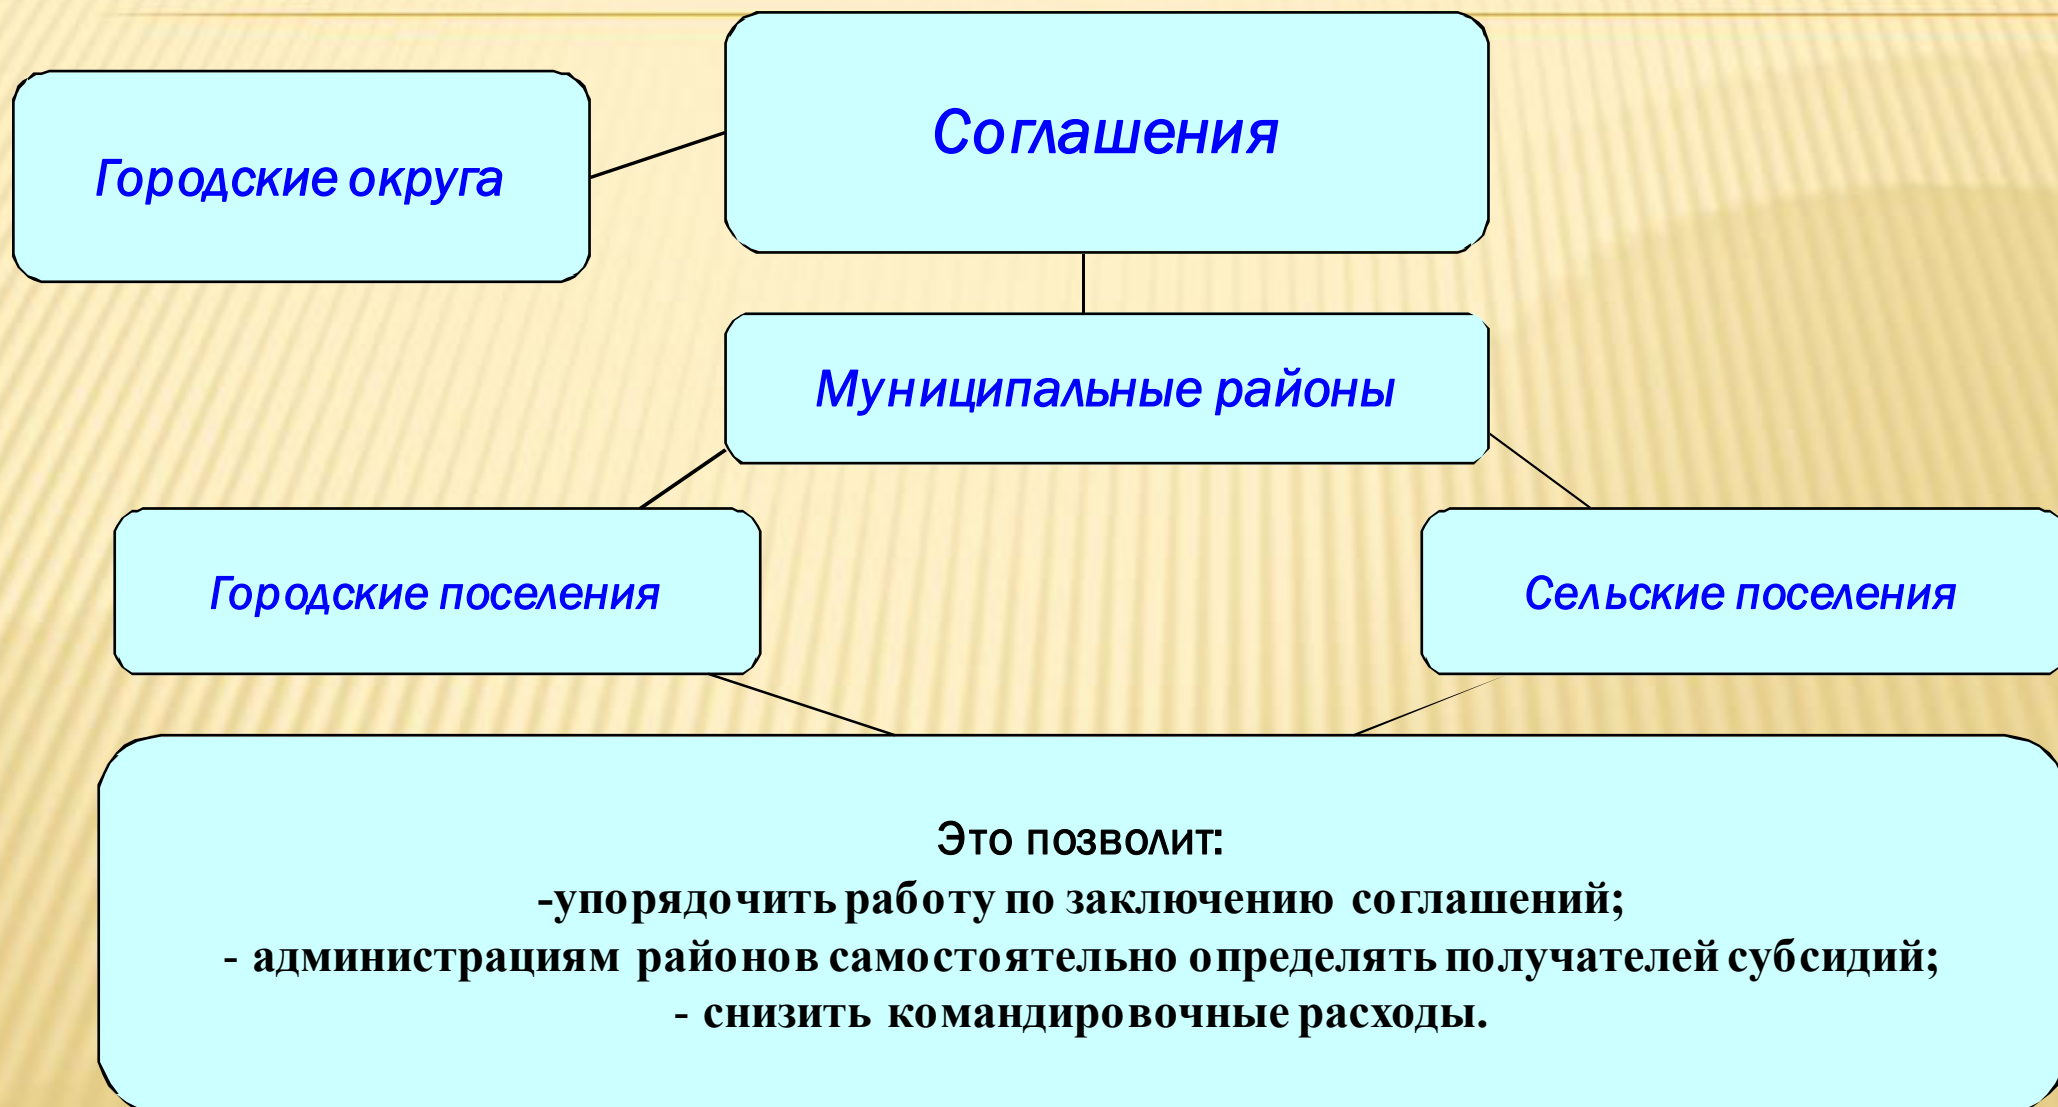 Соглашения
Городские округа
Муниципальные районы
Городские поселения
Сельские поселения
Это позволит:
-упорядочить работу по заключению соглашений;
- администрациям районов самостоятельно определять получателей субсидий;
- снизить командировочные расходы.